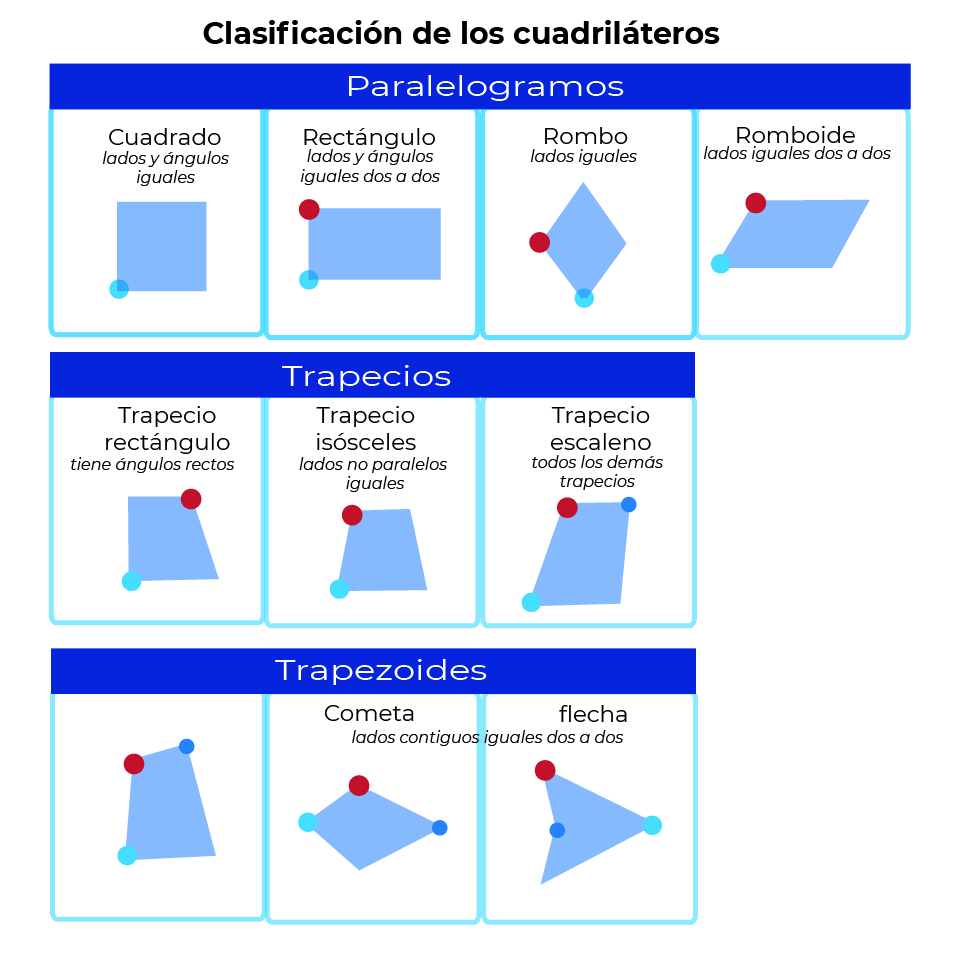 Clasificación de los cuadriláteros
Paralelogramos
Cuadrado
lados y ángulos
iguales
Rectángulo
lados y ángulos
iguales dos a dos
Rombo
lados iguales
Romboide
lados iguales dos a dos
Trapecios
Trapecio
rectángulo
tiene ángulos rectos
Trapecio
isósceles
lados no paralelos
iguales
Trapecio
escaleno
todos los demás
trapecios
Trapezoides
Cometa
flecha
lados contiguos iguales dos a dos